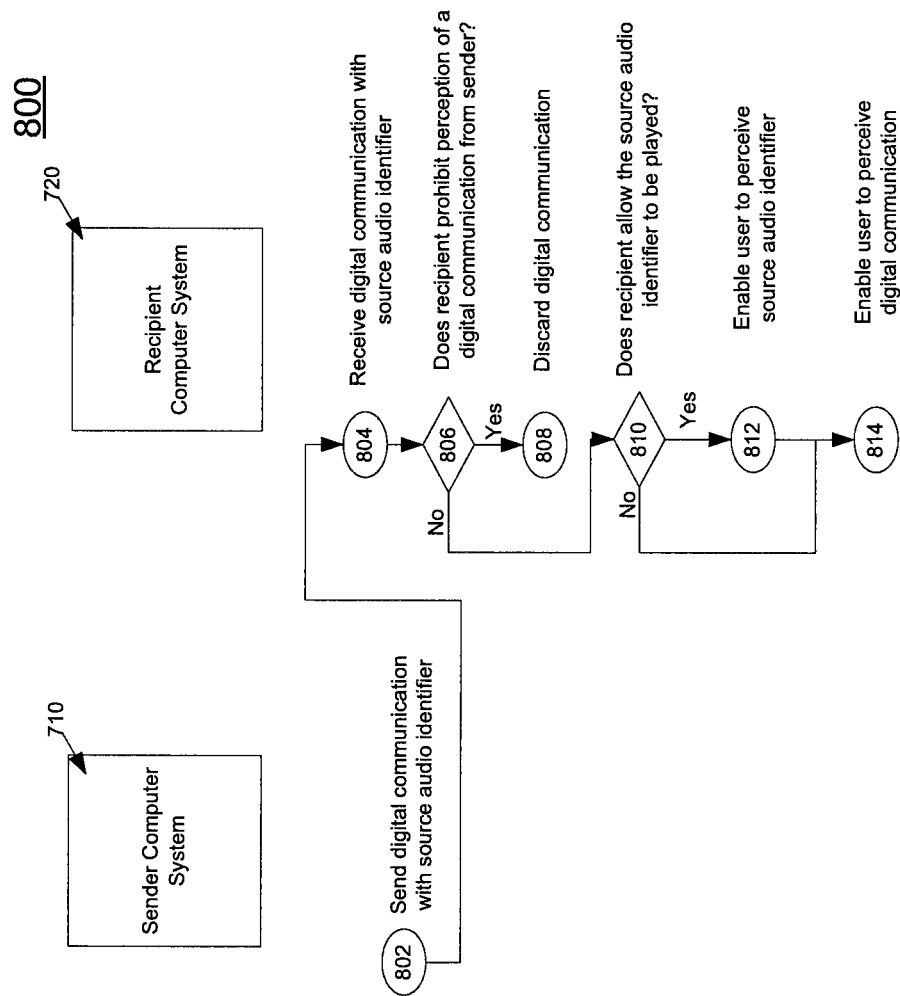 800
710
Sender Computer
System
720
Recipient
Computer System
802
Send digital communication
with source audio identifier
804
Receive digital communication with
source audio identifier
806
Does recipient prohibit perception of a
digital communication from sender?
No
Yes
808
Discard digital communication
810
Does recipient allow the source audio
identifier to be played?
No
Yes
812
Enable user to perceive
source audio identifier
814
Enable user to perceive
digital communication